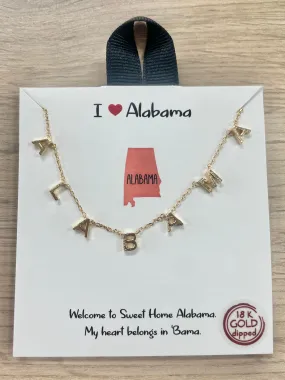 I ♥ Alabama
ALABAMA
A L A B A M A
Welcome to Sweet Home Alabama.
My heart belongs in 'Bama.
18 K
GOLD
dipped